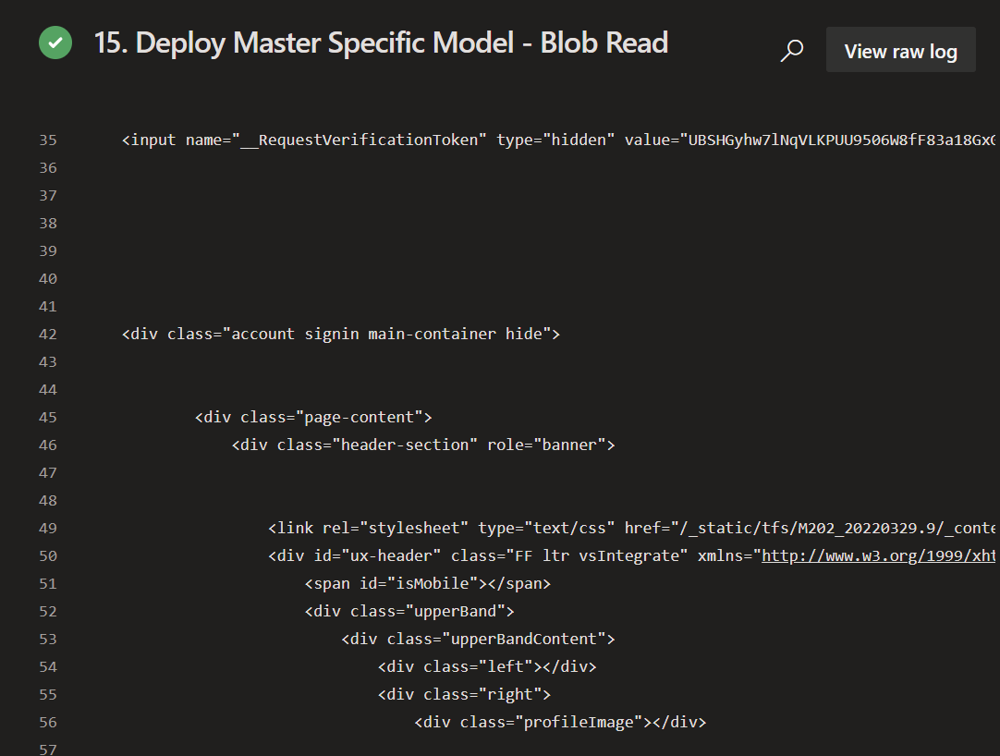 15. Deploy Master Specific Model - Blob Read
View raw log
35 <input name="__RequestVerificationToken" type="hidden" value="UBSHGyhw7lNqVLKPUU9506W8fF83a18Gx
36
37
38
39
40
41
42 <div class="account signin main-container hide">
43
44
45 <div class="page-content">
46 <div class="header-section" role="banner">
47
48
49 <link rel="stylesheet" type="text/css" href="/_static/tfs/M202_20220329.9/_conte
50 <div id="ux-header" class="FF ltr vsIntegrate" xmlns="http://www.w3.org/1999/xht
51 <span id="isMobile"></span>
52 <div class="upperBand">
53 <div class="upperBandContent">
54 <div class="left"></div>
55 <div class="right">
56 <div class="profileImage"></div>
57